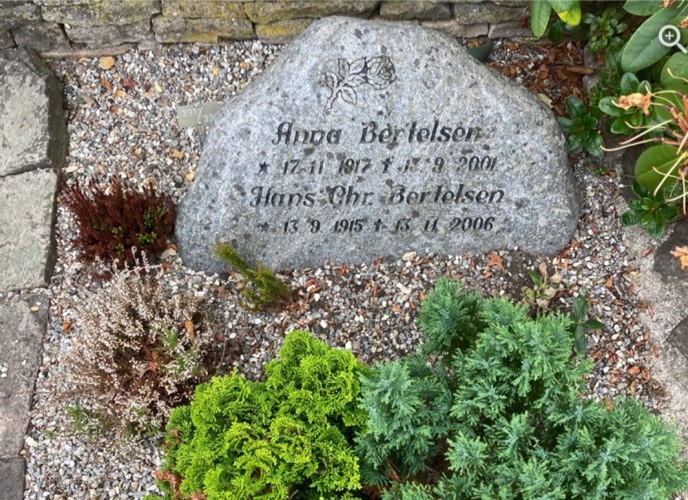 Anna Bertelsen
★ 17 11 1917 ✝ 13 9 2001
Hans Chr. Bertelsen
★ 13 9 1915 ✝ 13 11 2006